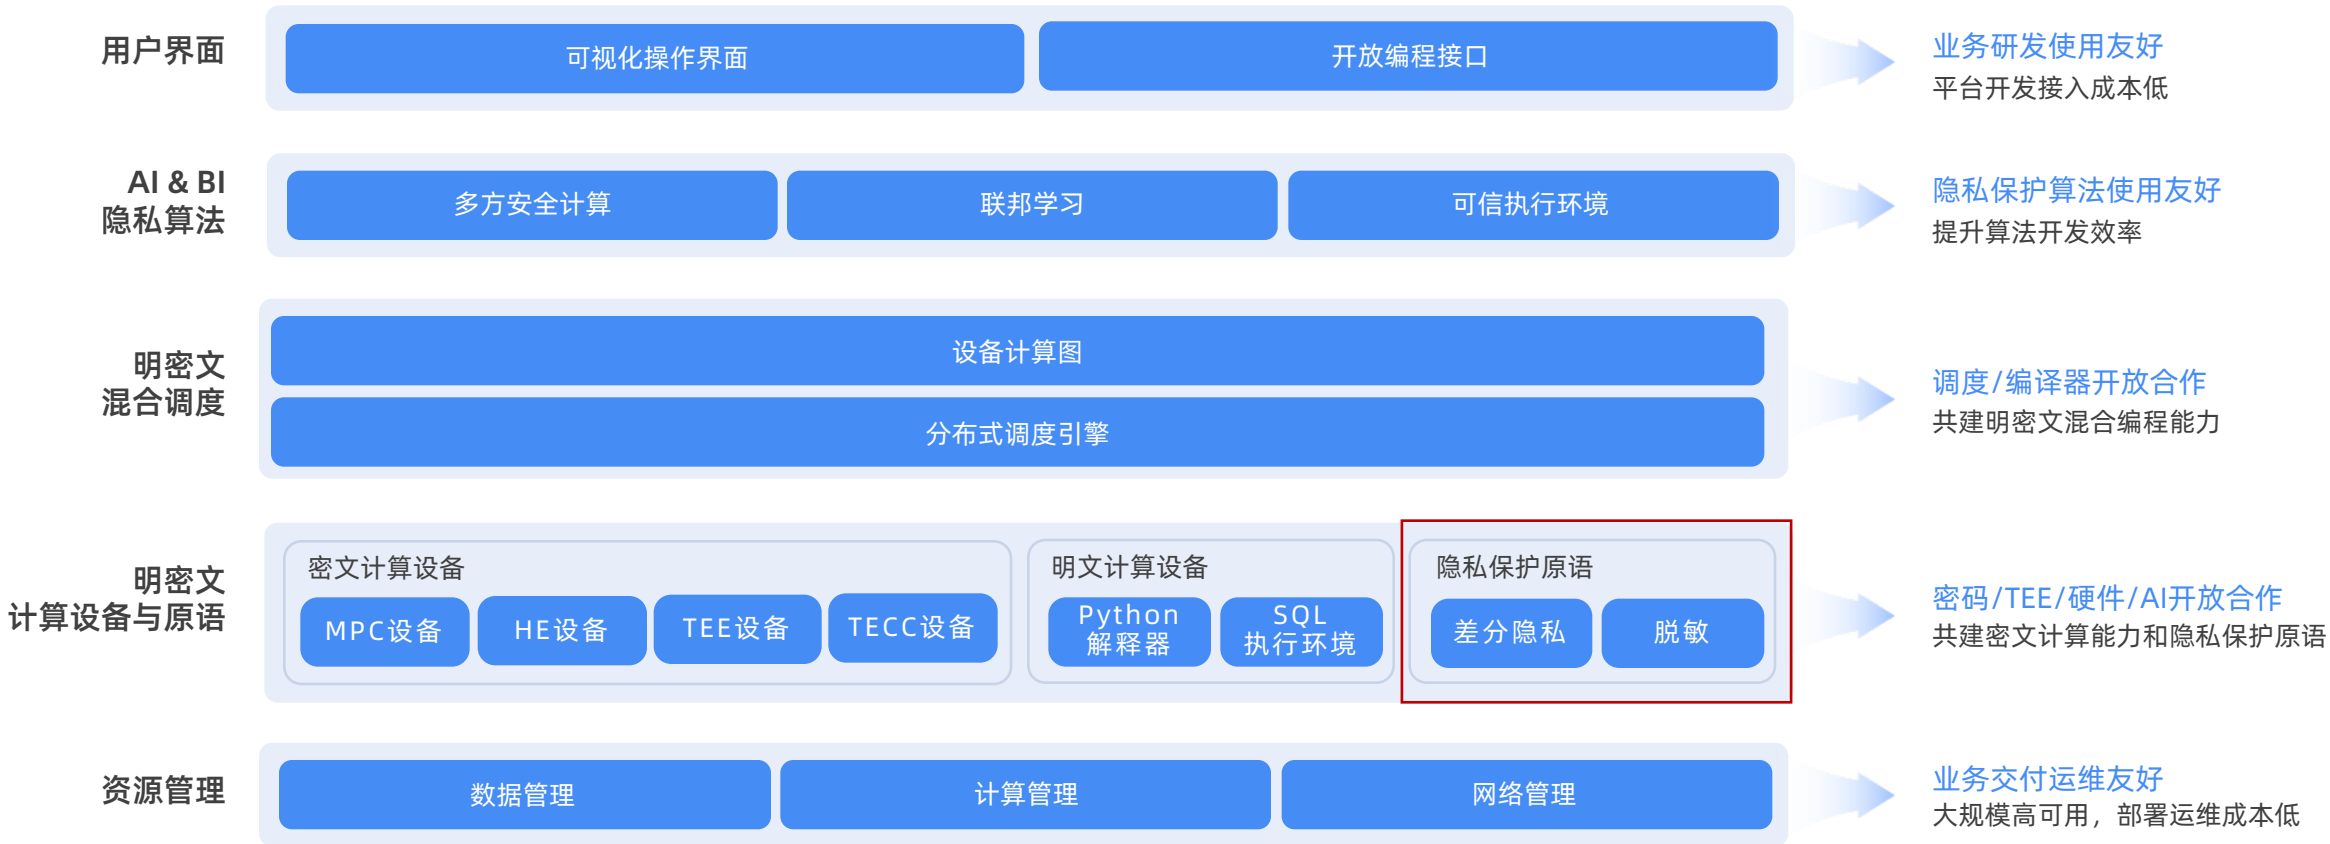 用户界面
可视化操作界面
开放编程接口
业务研发使用友好
平台开发接入成本低
AI & BI
隐私算法
多方安全计算
联邦学习
可信执行环境
隐私保护算法使用友好
提升算法开发效率
明密文
混合调度
设备计算图
分布式调度引擎
调度/编译器开放合作
共建明密文混合编程能力
明密文
计算设备与原语
密文计算设备
MPC设备
HE设备
TEE设备
TECC设备
明文计算设备
Python
解释器
SQL
执行环境
隐私保护原语
差分隐私
脱敏
密码/TEE/硬件/AI开放合作
共建密文计算能力和隐私保护原语
资源管理
数据管理
计算管理
网络管理
业务交付运维友好
大规模高可用，部署运维成本低